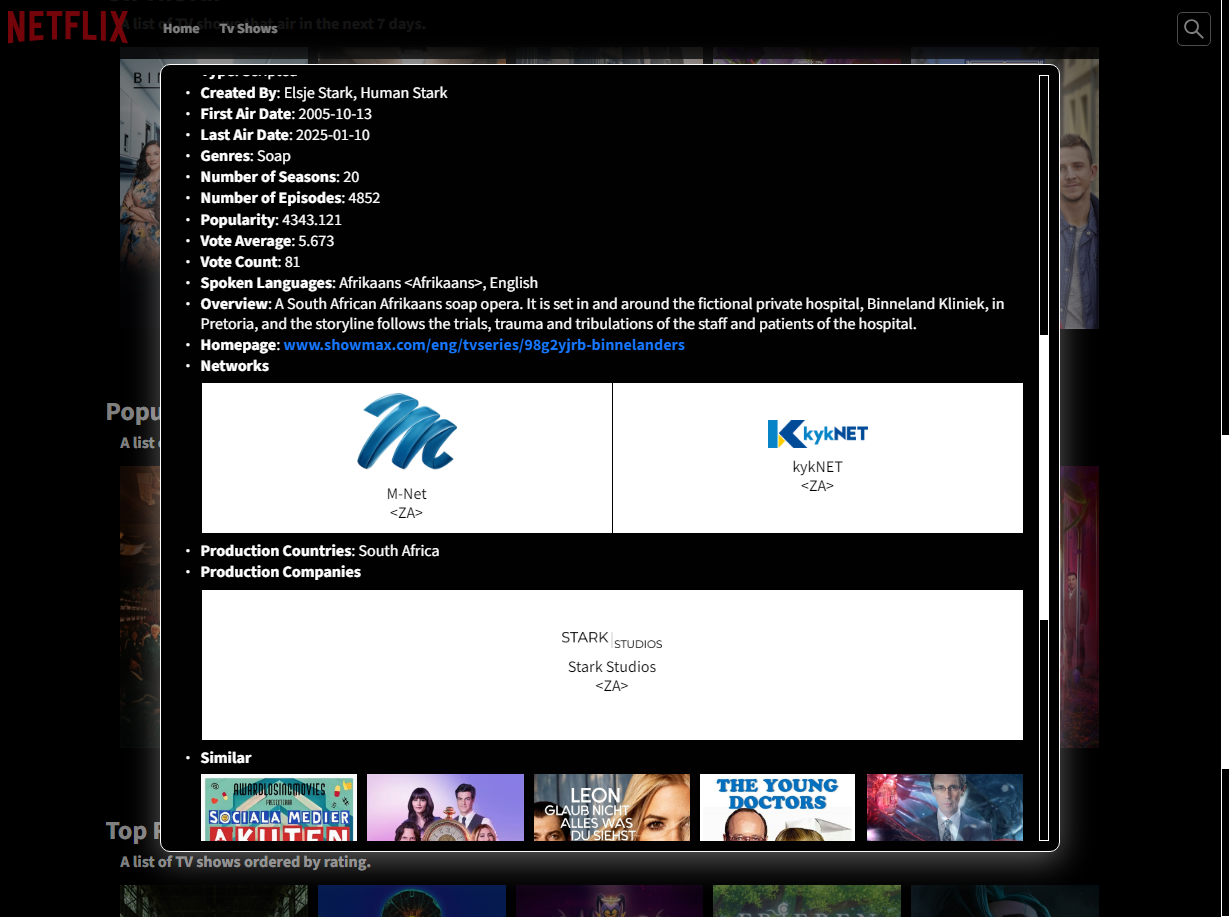 NETFLIX
Home
Tv Shows
A list of TV shows that air in the next 7 days.
Type: Scripted
• Created By: Elsje Stark, Human Stark
• First Air Date: 2005-10-13
• Last Air Date: 2025-01-10
• Genres: Soap
• Number of Seasons: 20
• Number of Episodes: 4852
• Popularity: 4343.121
• Vote Average: 5.673
• Vote Count: 81
• Spoken Languages: Afrikaans <Afrikaans>, English
• Overview: A South African Afrikaans soap opera. It is set in and around the fictional private hospital, Binneland Kliniek, in
Pretoria, and the storyline follows the trials, trauma and tribulations of the staff and patients of the hospital.
• Homepage: www.showmax.com/eng/tvseries/98g2yjrb-binnelanders
• Networks
kykNET
M-Net
<ZA>
kykNET
<ZA>
Popu
A list
• Production Countries: South Africa
• Production Companies
STARK STUDIOS
Stark Studios
<ZA>
• Similar
AWARDLOSINGMOVIES
PRESENTERAR
SOCIALA MEDIER
AKUTEN
LEON
GLAUB NICHT
ALLES WAS
DU SIEHST
THE YOUNG
DOCTORS
Top
A list of TV shows ordered by rating.